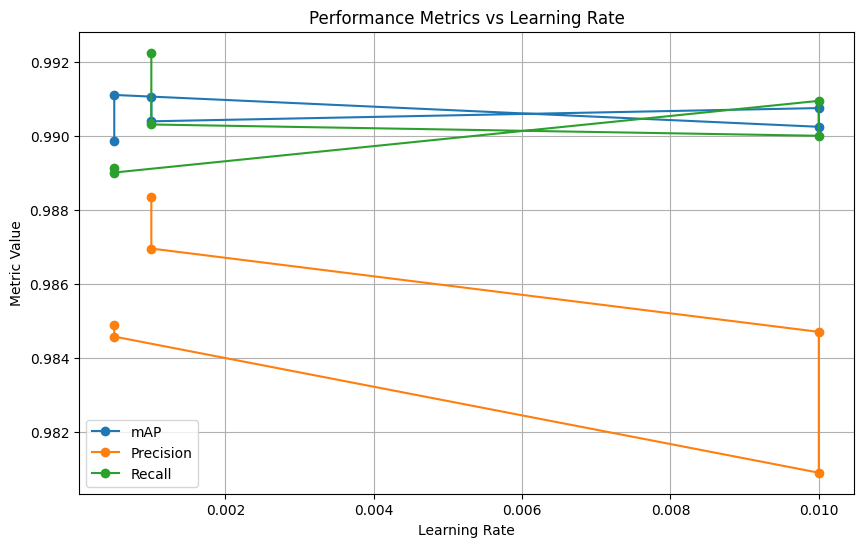 Performance Metrics vs Learning Rate
0.992
0.990
0.988
0.986
0.984
0.982
Metric Value
mAP
Precision
Recall
0.002
0.004
0.006
0.008
0.010
Learning Rate